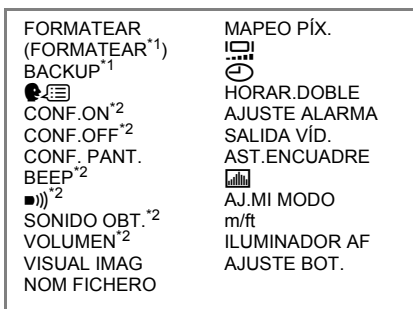 FORMATEAR
(FORMATEAR*1)
BACKUP*1
CONF.ON*2
CONF.OFF*2
CONF. PANT.
BEEP*2
*2
SONIDO OBT.*2
VOLUMEN*2
VISUAL IMAG
NOM FICHERO
MAPEO PÍX.
HORAR.DOBLE
AJUSTE ALARMA
SALIDA VÍD.
AST.ENCUADRE
AJ.MI MODO
m/ft
ILUMINADOR AF
AJUSTE BOT.